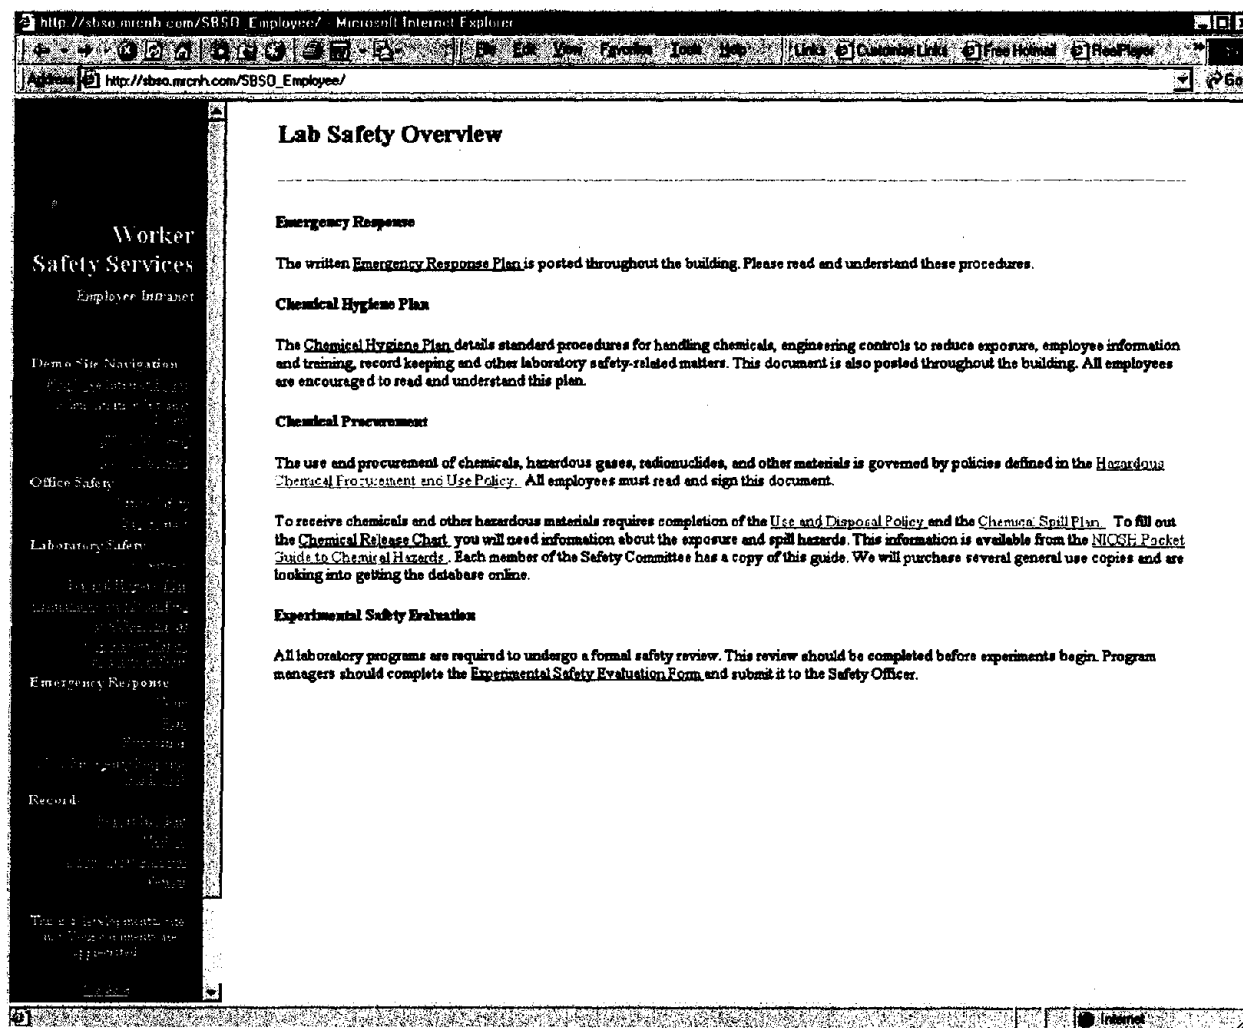 http://sbso.mrcnh.com/SBSO_Employee/ - Microsoft Internet Explorer
File Edit View Favorites Tools Help Links Customize Links Free Hotmail RealPlayer
Address http://sbso.mrcnh.com/SBSO_Employee/ Go
Worker
Safety Services
Employee Intranet
Demo Site Navigation
Office Safety
Laboratory Safety
Emergency Response
Record
This is a development site
Your comments are
appreciated
Lab Safety Overview
Emergency Response
The written Emergency Response Plan is posted throughout the building. Please read and understand these procedures.
Chemical Hygiene Plan
The Chemical Hygiene Plan details standard procedures for handling chemicals, engineering controls to reduce exposure, employee information
and training, record keeping and other laboratory safety-related matters. This document is also posted throughout the building. All employees
are encouraged to read and understand this plan.
Chemical Procurement
The use and procurement of chemicals, hazardous gases, radionuclides, and other materials is governed by policies defined in the Hazardous
Chemical Procurement and Use Policy. All employees must read and sign this document.
To receive chemicals and other hazardous materials requires completion of the Use and Disposal Policy and the Chemical Spill Plan. To fill out
the Chemical Release Chart you will need information about the exposure and spill hazards. This information is available from the NIOSH Pocket
Guide to Chemical Hazards. Each member of the Safety Committee has a copy of this guide. We will purchase several general use copies and are
looking into getting the database online.
Experimental Safety Evaluation
All laboratory programs are required to undergo a formal safety review. This review should be completed before experiments begin. Program
managers should complete the Experimental Safety Evaluation Form and submit it to the Safety Officer.
Internet